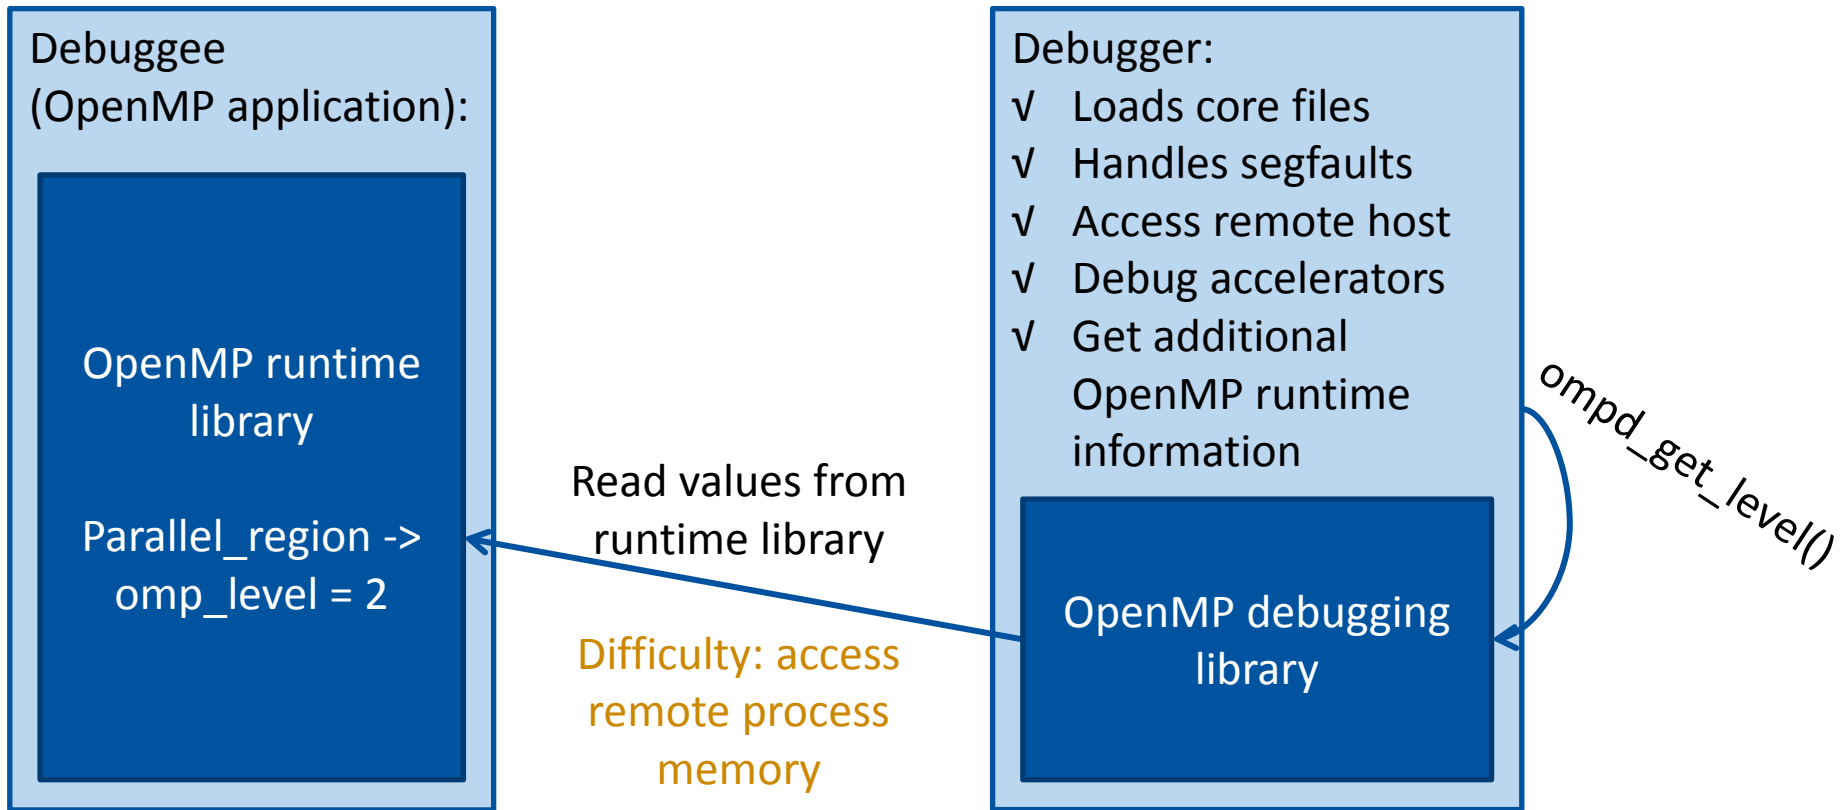 Debuggee
(OpenMP application):
OpenMP runtime
library
Parallel_region ->
omp_level = 2
Read values from
runtime library
Difficulty: access
remote process
memory
Debugger:
√ Loads core files
√ Handles segfaults
√ Access remote host
√ Debug accelerators
√ Get additional
OpenMP runtime
information
OpenMP debugging
library
ompd_get_level()